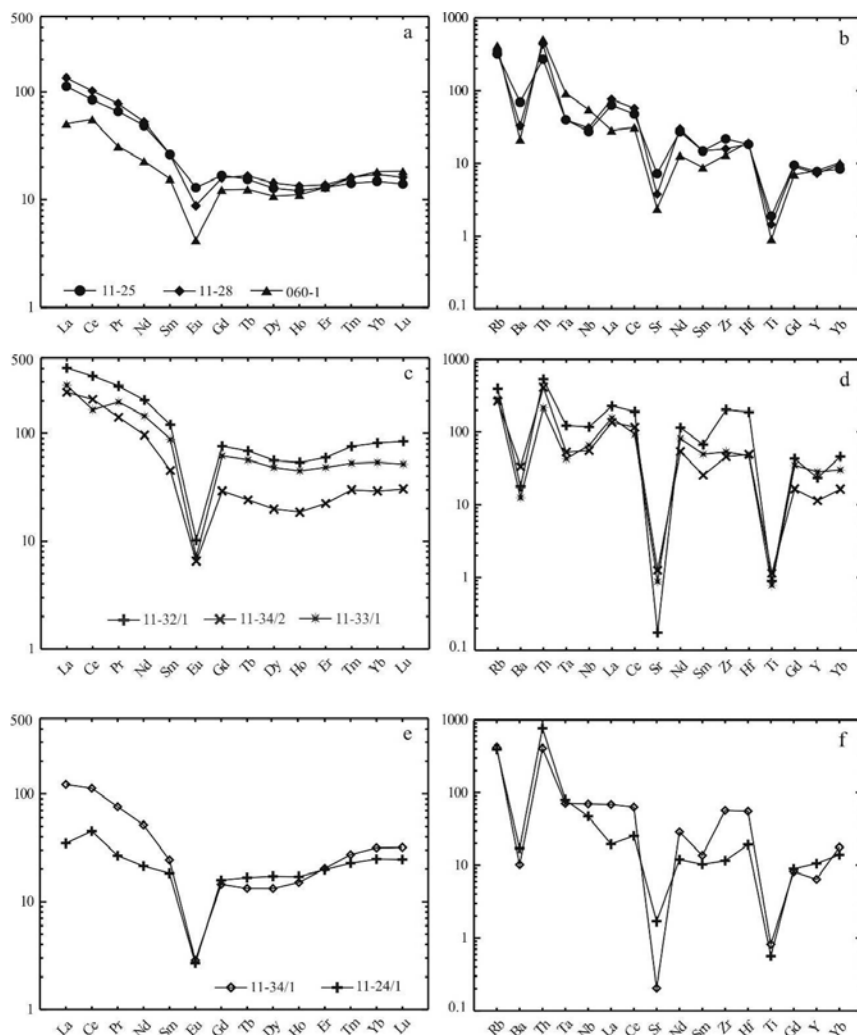 500
a
100
10
1
11-25 11-28 060-1
La Ce Pr Nd Sm Eu Gd Tb Dy Ho Er Tm Yb Lu
1000
b
100
10
1
0.1
Rb Ba Th Ta Nb La Ce Sr Nd Sm Zr Hf Ti Gd Y Yb
500
c
100
10
1
11-32/1 11-34/2 11-33/1
La Ce Pr Nd Sm Eu Gd Tb Dy Ho Er Tm Yb Lu
1000
d
100
10
1
0.1
Rb Ba Th Ta Nb La Ce Sr Nd Sm Zr Hf Ti Gd Y Yb
500
e
100
10
1
11-34/1 11-24/1
La Ce Pr Nd Sm Eu Gd Tb Dy Ho Er Tm Yb Lu
1000
f
100
10
1
0.1
Rb Ba Th Ta Nb La Ce Sr Nd Sm Zr Hf Ti Gd Y Yb